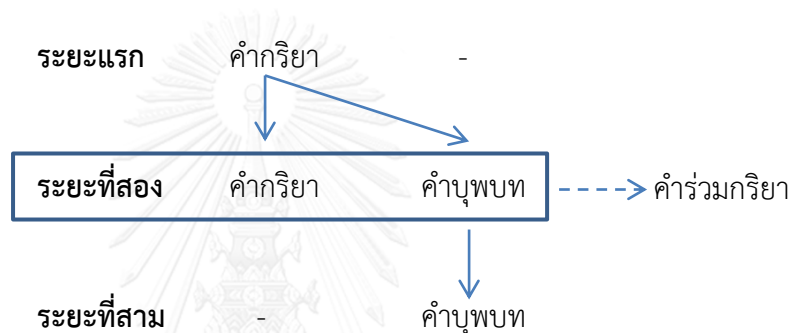 ระยะแรก คำกริยา -
ระยะที่สอง คำกริยา คำบุพบท คำร่วมกริยา
ระยะที่สาม - คำบุพบท